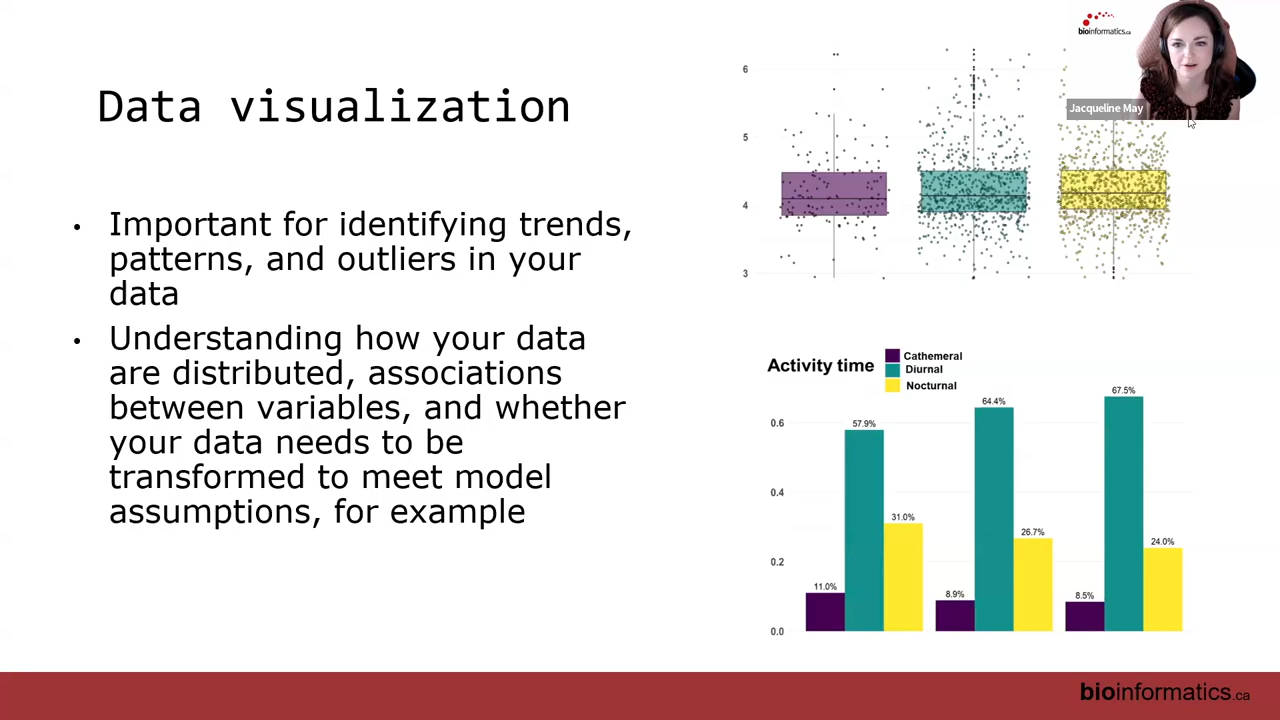 Data visualization
• Important for identifying trends,
patterns, and outliers in your
data
• Understanding how your data
are distributed, associations
between variables, and whether
your data needs to be
transformed to meet model
assumptions, for example
bioinformatics.ca
Jacqueline May
6
5
4
3
Activity time
Cathemeral
Diurnal
Nocturnal
0.6
0.4
0.2
0.0
11.0%
57.9%
31.0%
8.9%
64.4%
26.7%
8.5%
67.5%
24.0%
bioinformatics.ca